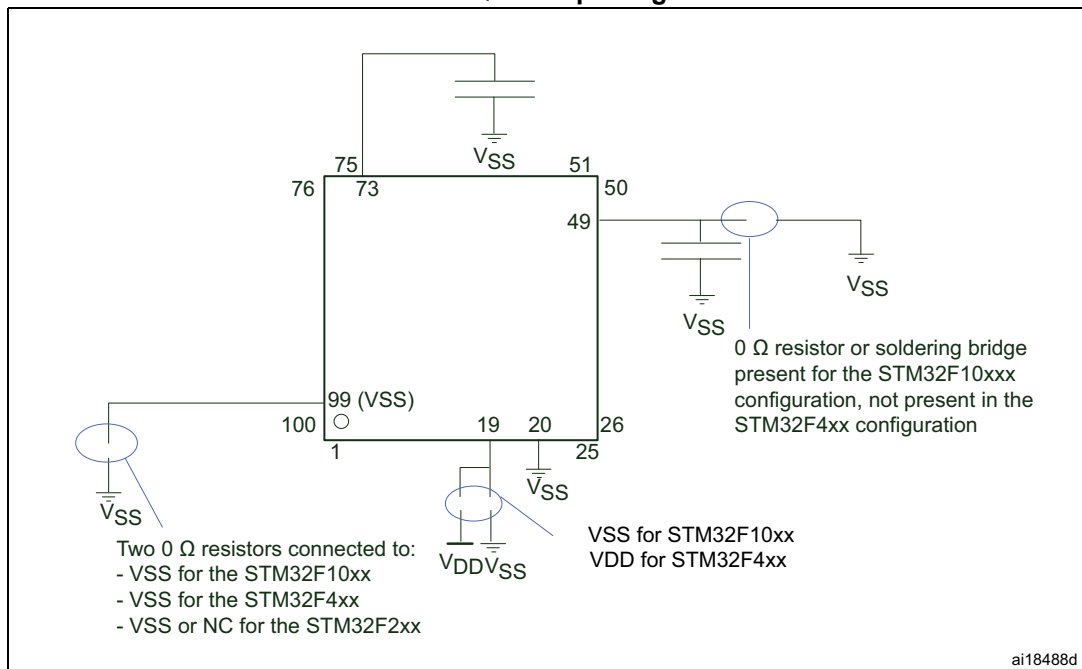 VSS
75
51
76
73
50
49
VSS
VSS
0 Ω resistor or soldering bridge
present for the STM32F10xxx
configuration, not present in the
STM32F4xx configuration
99 (VSS)
100
19
20
26
1
25
VSS
VSS
VDD VSS
VSS for STM32F10xx
VDD for STM32F4xx
Two 0 Ω resistors connected to:
- VSS for the STM32F10xx
- VSS for the STM32F4xx
- VSS or NC for the STM32F2xx
ai18488d